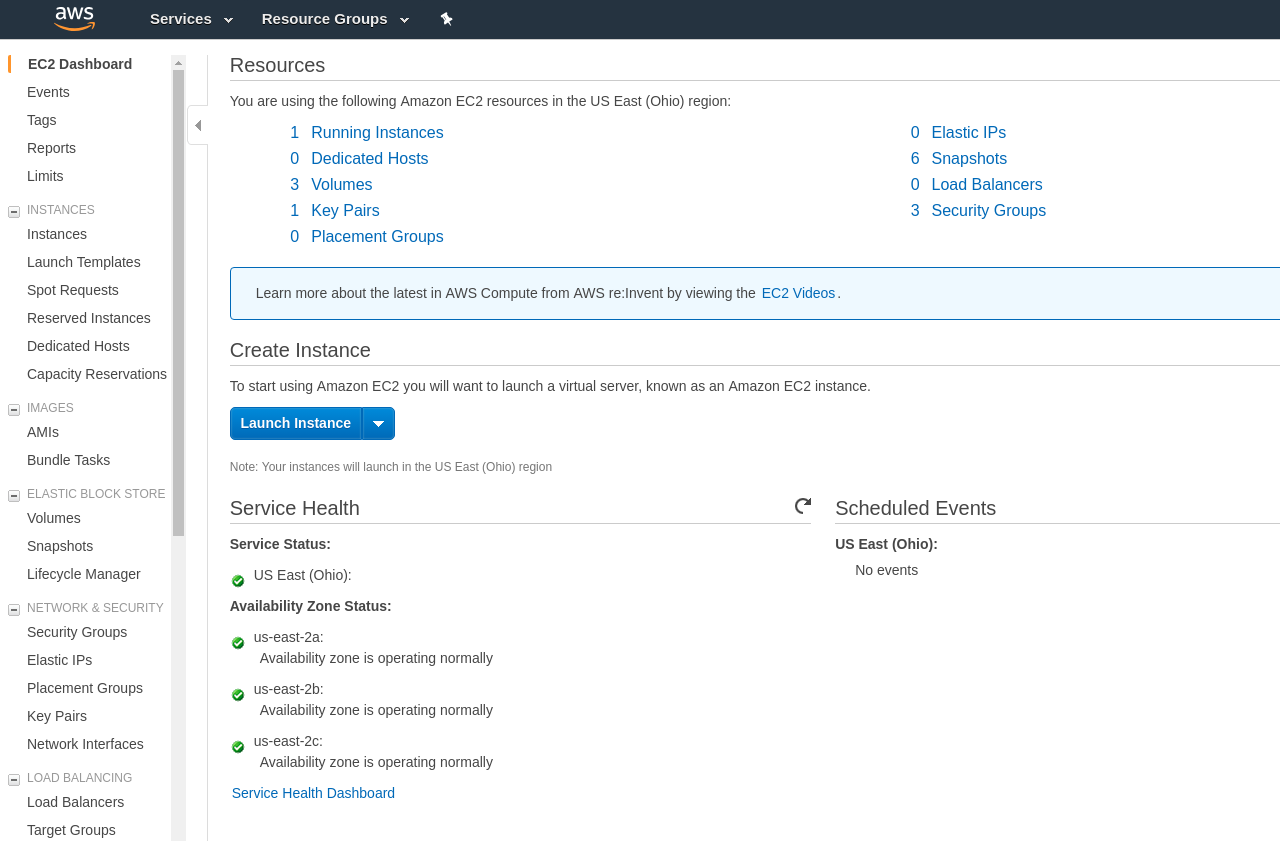 aws
Services
Resource Groups
EC2 Dashboard
Events
Tags
Reports
Limits
INSTANCES
Instances
Launch Templates
Spot Requests
Reserved Instances
Dedicated Hosts
Capacity Reservations
IMAGES
AMIs
Bundle Tasks
ELASTIC BLOCK STORE
Volumes
Snapshots
Lifecycle Manager
NETWORK & SECURITY
Security Groups
Elastic IPs
Placement Groups
Key Pairs
Network Interfaces
LOAD BALANCING
Load Balancers
Target Groups
Resources
You are using the following Amazon EC2 resources in the US East (Ohio) region:
1 Running Instances
0 Dedicated Hosts
3 Volumes
1 Key Pairs
0 Placement Groups
0 Elastic IPs
6 Snapshots
0 Load Balancers
3 Security Groups
Learn more about the latest in AWS Compute from AWS re:Invent by viewing the EC2 Videos.
Create Instance
To start using Amazon EC2 you will want to launch a virtual server, known as an Amazon EC2 instance.
Launch Instance
Note: Your instances will launch in the US East (Ohio) region
Service Health
Service Status:
US East (Ohio):
Availability Zone Status:
us-east-2a:
Availability zone is operating normally
us-east-2b:
Availability zone is operating normally
us-east-2c:
Availability zone is operating normally
Service Health Dashboard
Scheduled Events
US East (Ohio):
No events